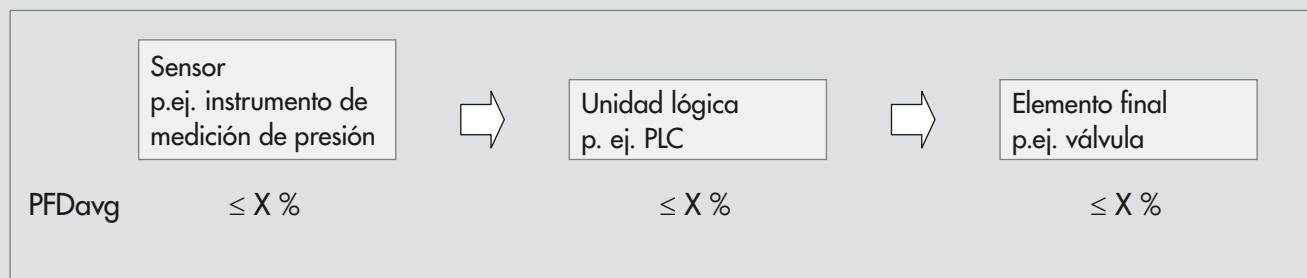 Sensor
p.ej. instrumento de
medición de presión
Unidad lógica
p. ej. PLC
Elemento final
p.ej. válvula
PFDavg ≤ X % ≤ X % ≤ X %